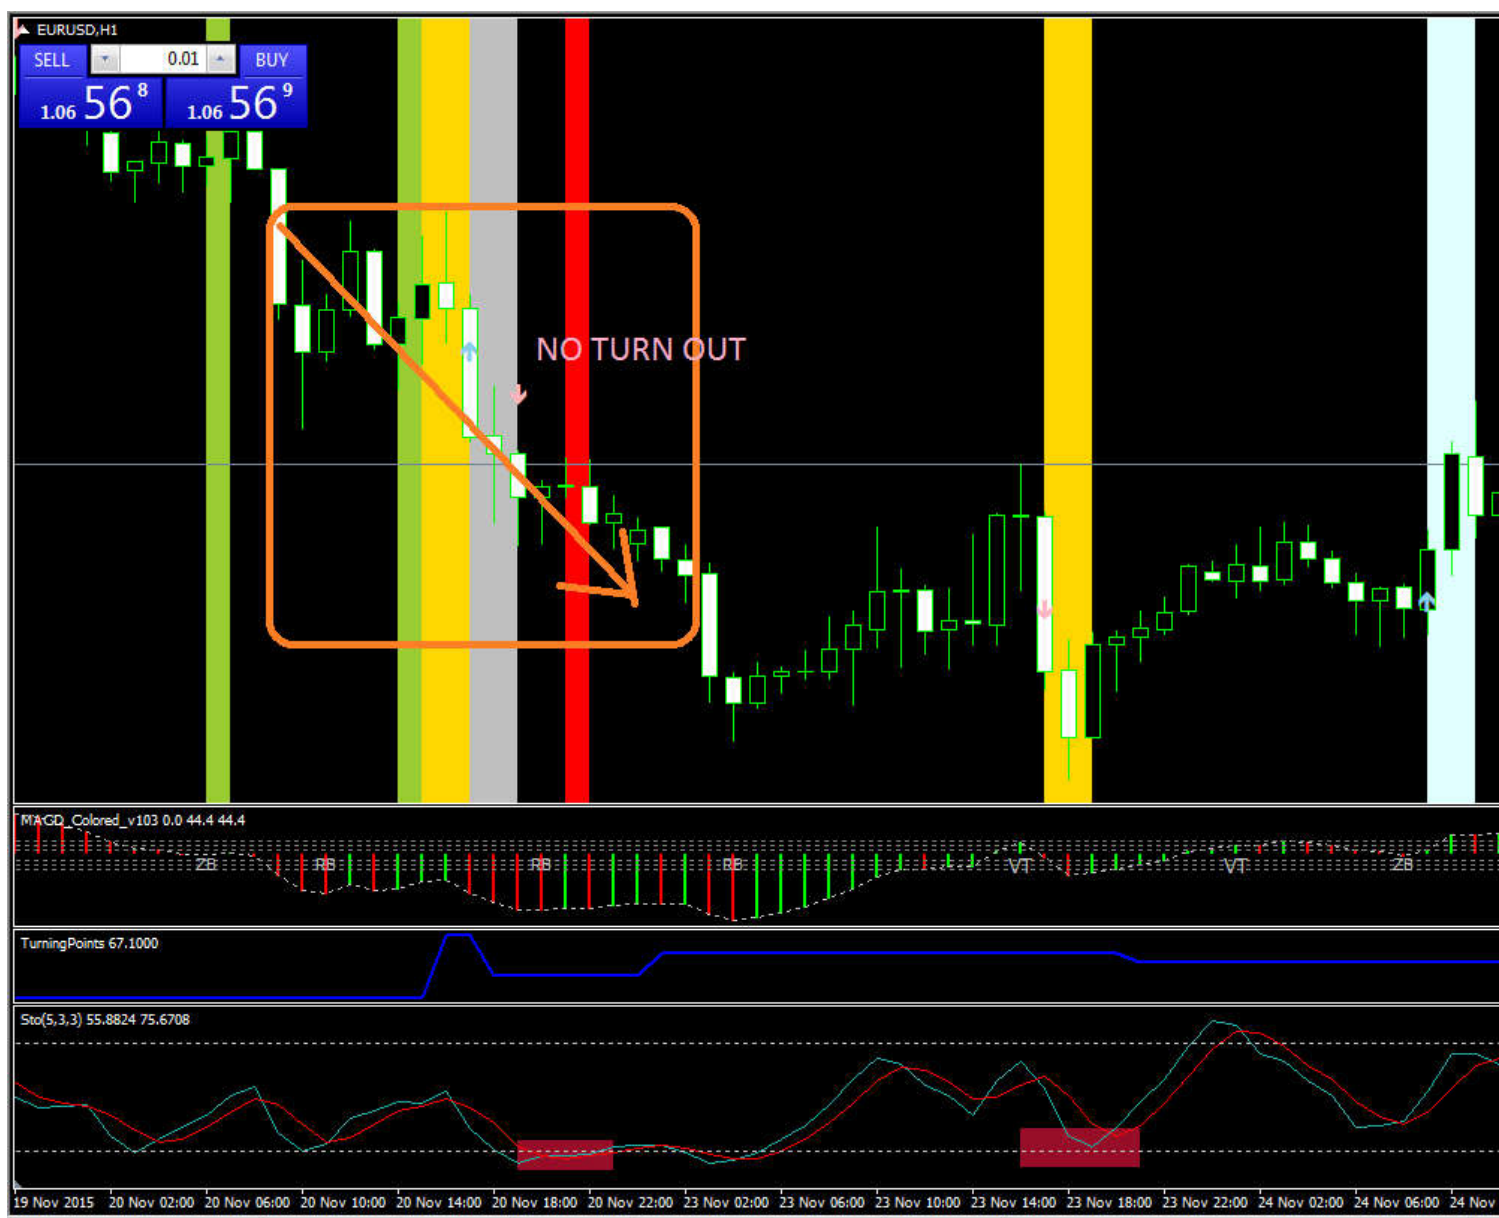 EURUSD,H1
SELL 0.01 BUY
1.06 56 8 1.06 56 9
NO TURN OUT
MAGD_Colored_v103 0.0 44.4 44.4
ZB RB RB RB VT VT ZB
TurningPoints 67.1000
Sto(5,3,3) 55.8824 75.6708
19 Nov 2015 20 Nov 02:00 20 Nov 06:00 20 Nov 10:00 20 Nov 14:00 20 Nov 18:00 20 Nov 22:00 23 Nov 02:00 23 Nov 06:00 23 Nov 10:00 23 Nov 14:00 23 Nov 18:00 23 Nov 22:00 24 Nov 02:00 24 Nov 06:00 24 Nov